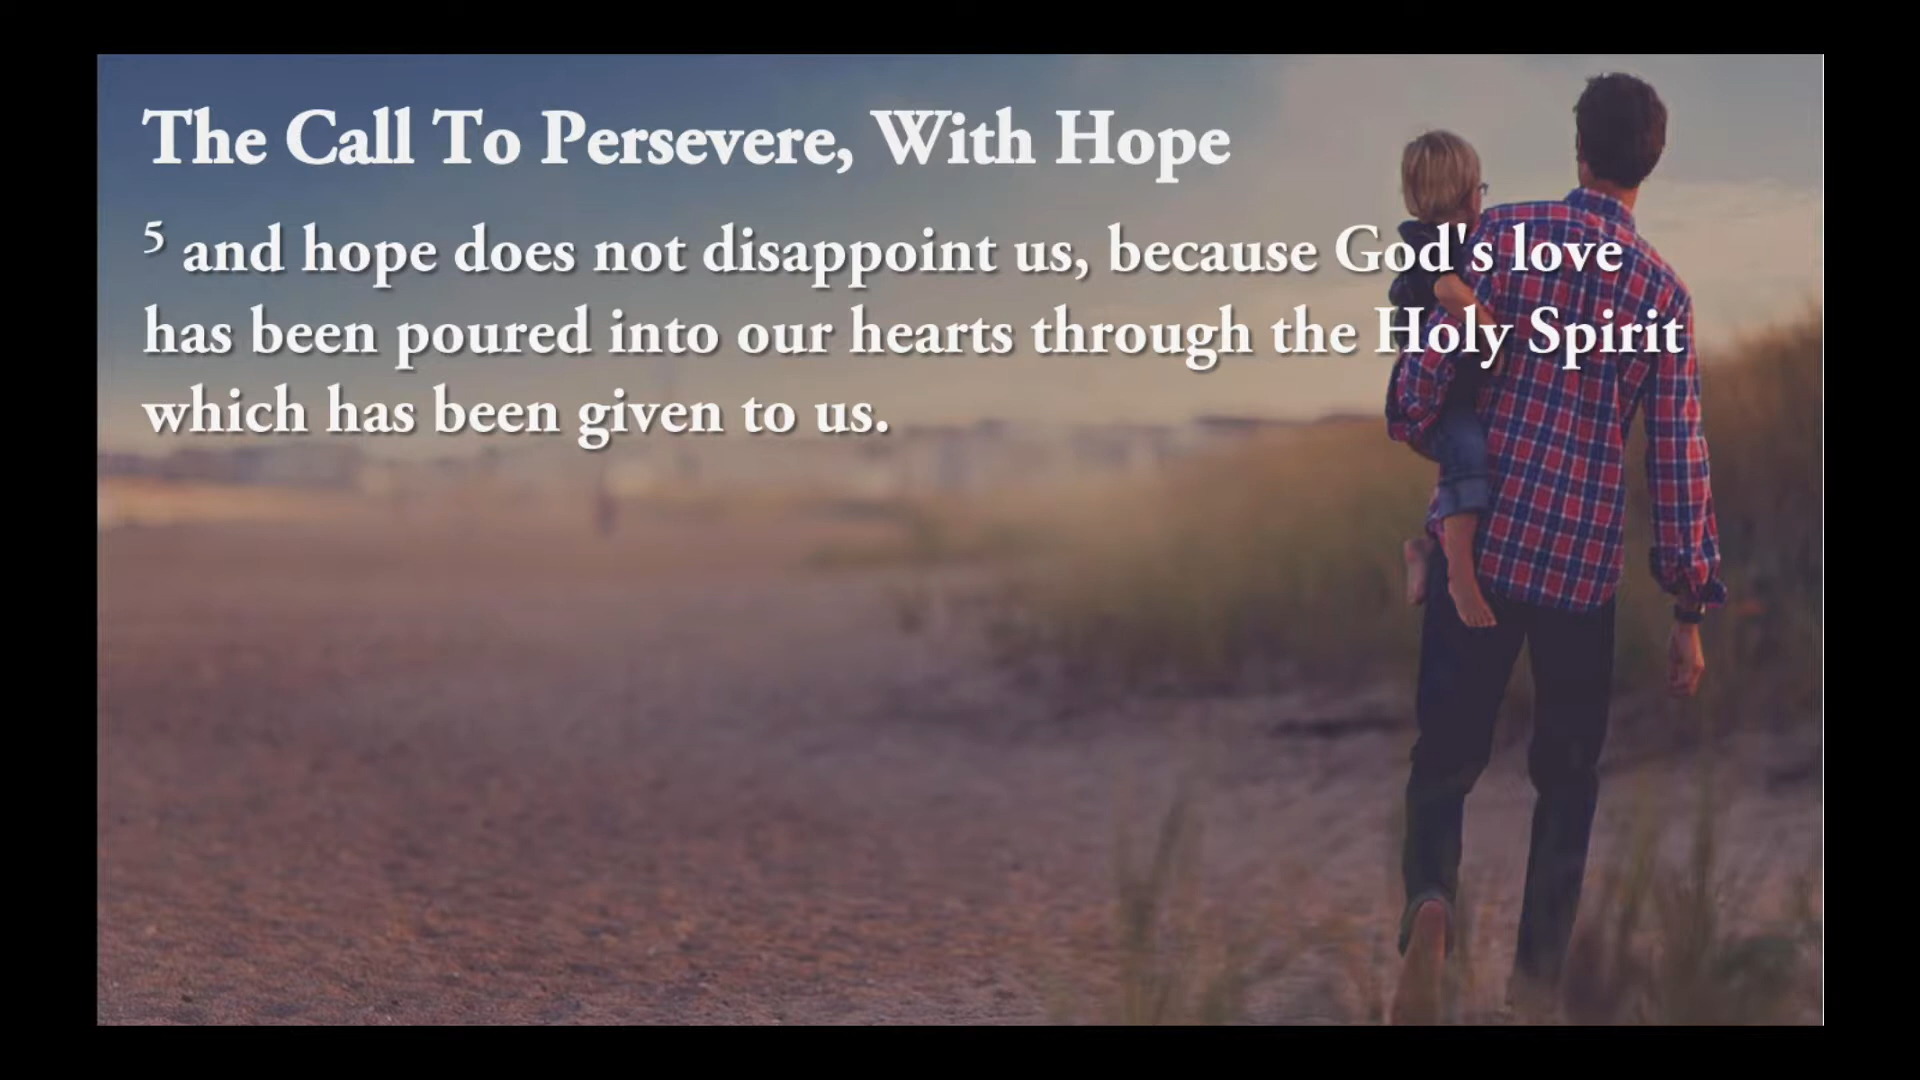 The Call To Persevere, With Hope
5 and hope does not disappoint us, because God's love
has been poured into our hearts through the Holy Spirit
which has been given to us.